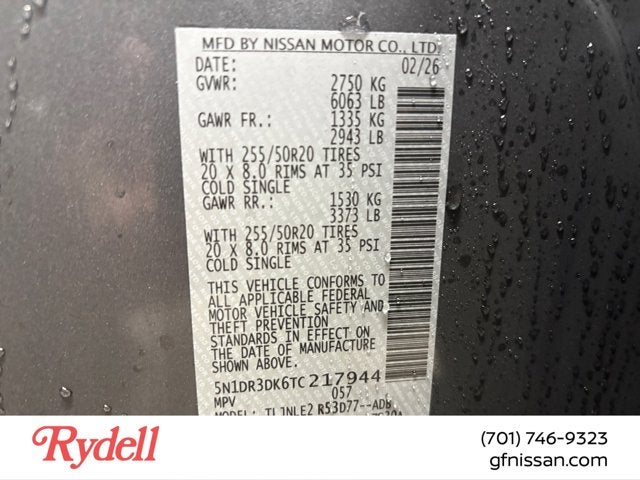 MFD BY NISSAN MOTOR CO., LTD.
DATE: 02/26
GVWR: 2750 KG
6063 LB
GAWR FR.: 1335 KG
2943 LB
WITH 255/50R20 TIRES
20 X 8.0 RIMS AT 35 PSI
COLD SINGLE
GAWR RR.: 1530 KG
3373 LB
WITH 255/50R20 TIRES
20 X 8.0 RIMS AT 35 PSI
COLD SINGLE
THIS VEHICLE CONFORMS TO
ALL APPLICABLE FEDERAL
MOTOR VEHICLE SAFETY AND
THEFT PREVENTION
STANDARDS IN EFFECT ON
THE DATE OF MANUFACTURE
SHOWN ABOVE.
5N1DR3DK6TC217944
MPV 057
MODEL: TLJNLE2 R53D77--
Rydell
(701) 746-9323
gfnissan.com